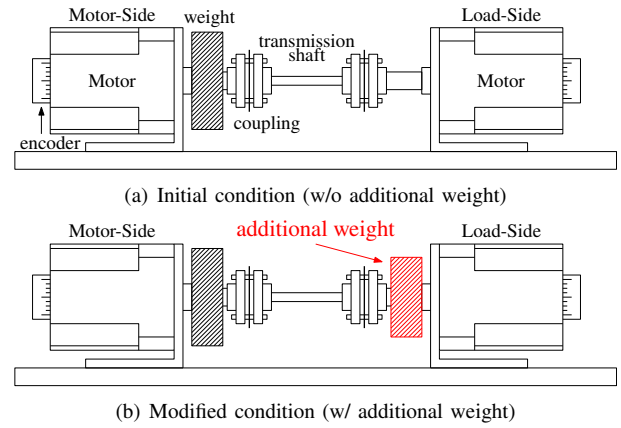 Motor-Side
weight
Load-Side
transmission
shaft
Motor
Motor
coupling
encoder
(a) Initial condition (w/o additional weight)
Motor-Side
additional weight
Load-Side
(b) Modified condition (w/ additional weight)